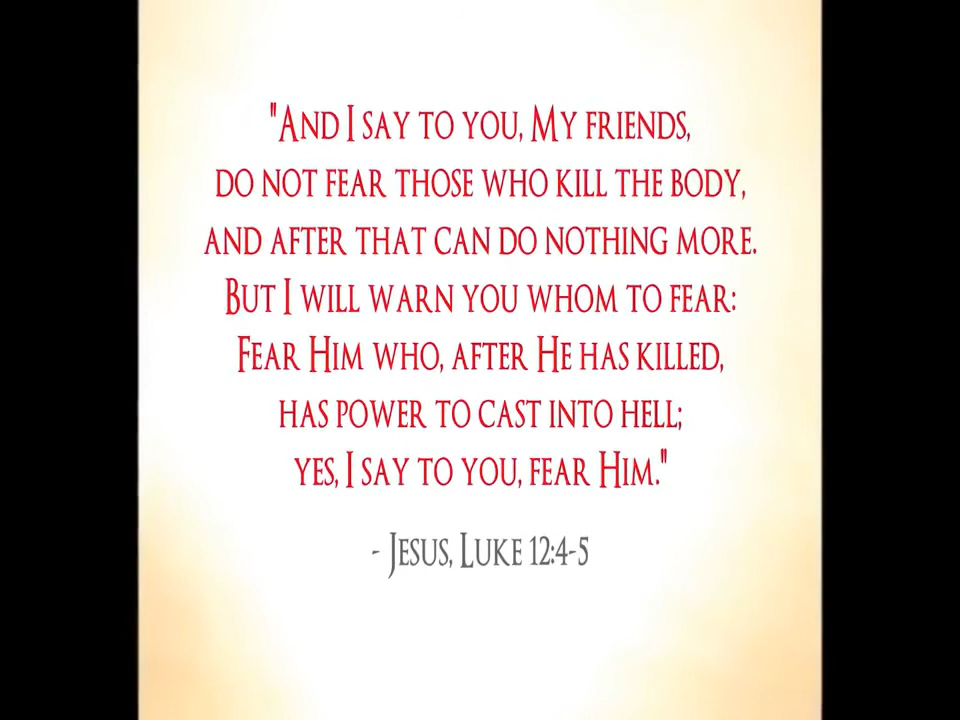 "And I say to you, My friends,
do not fear those who kill the body,
and after that can do nothing more.
But I will warn you whom to fear:
Fear Him who, after He has killed,
has power to cast into hell;
yes, I say to you, fear Him."
- Jesus, Luke 12:4-5